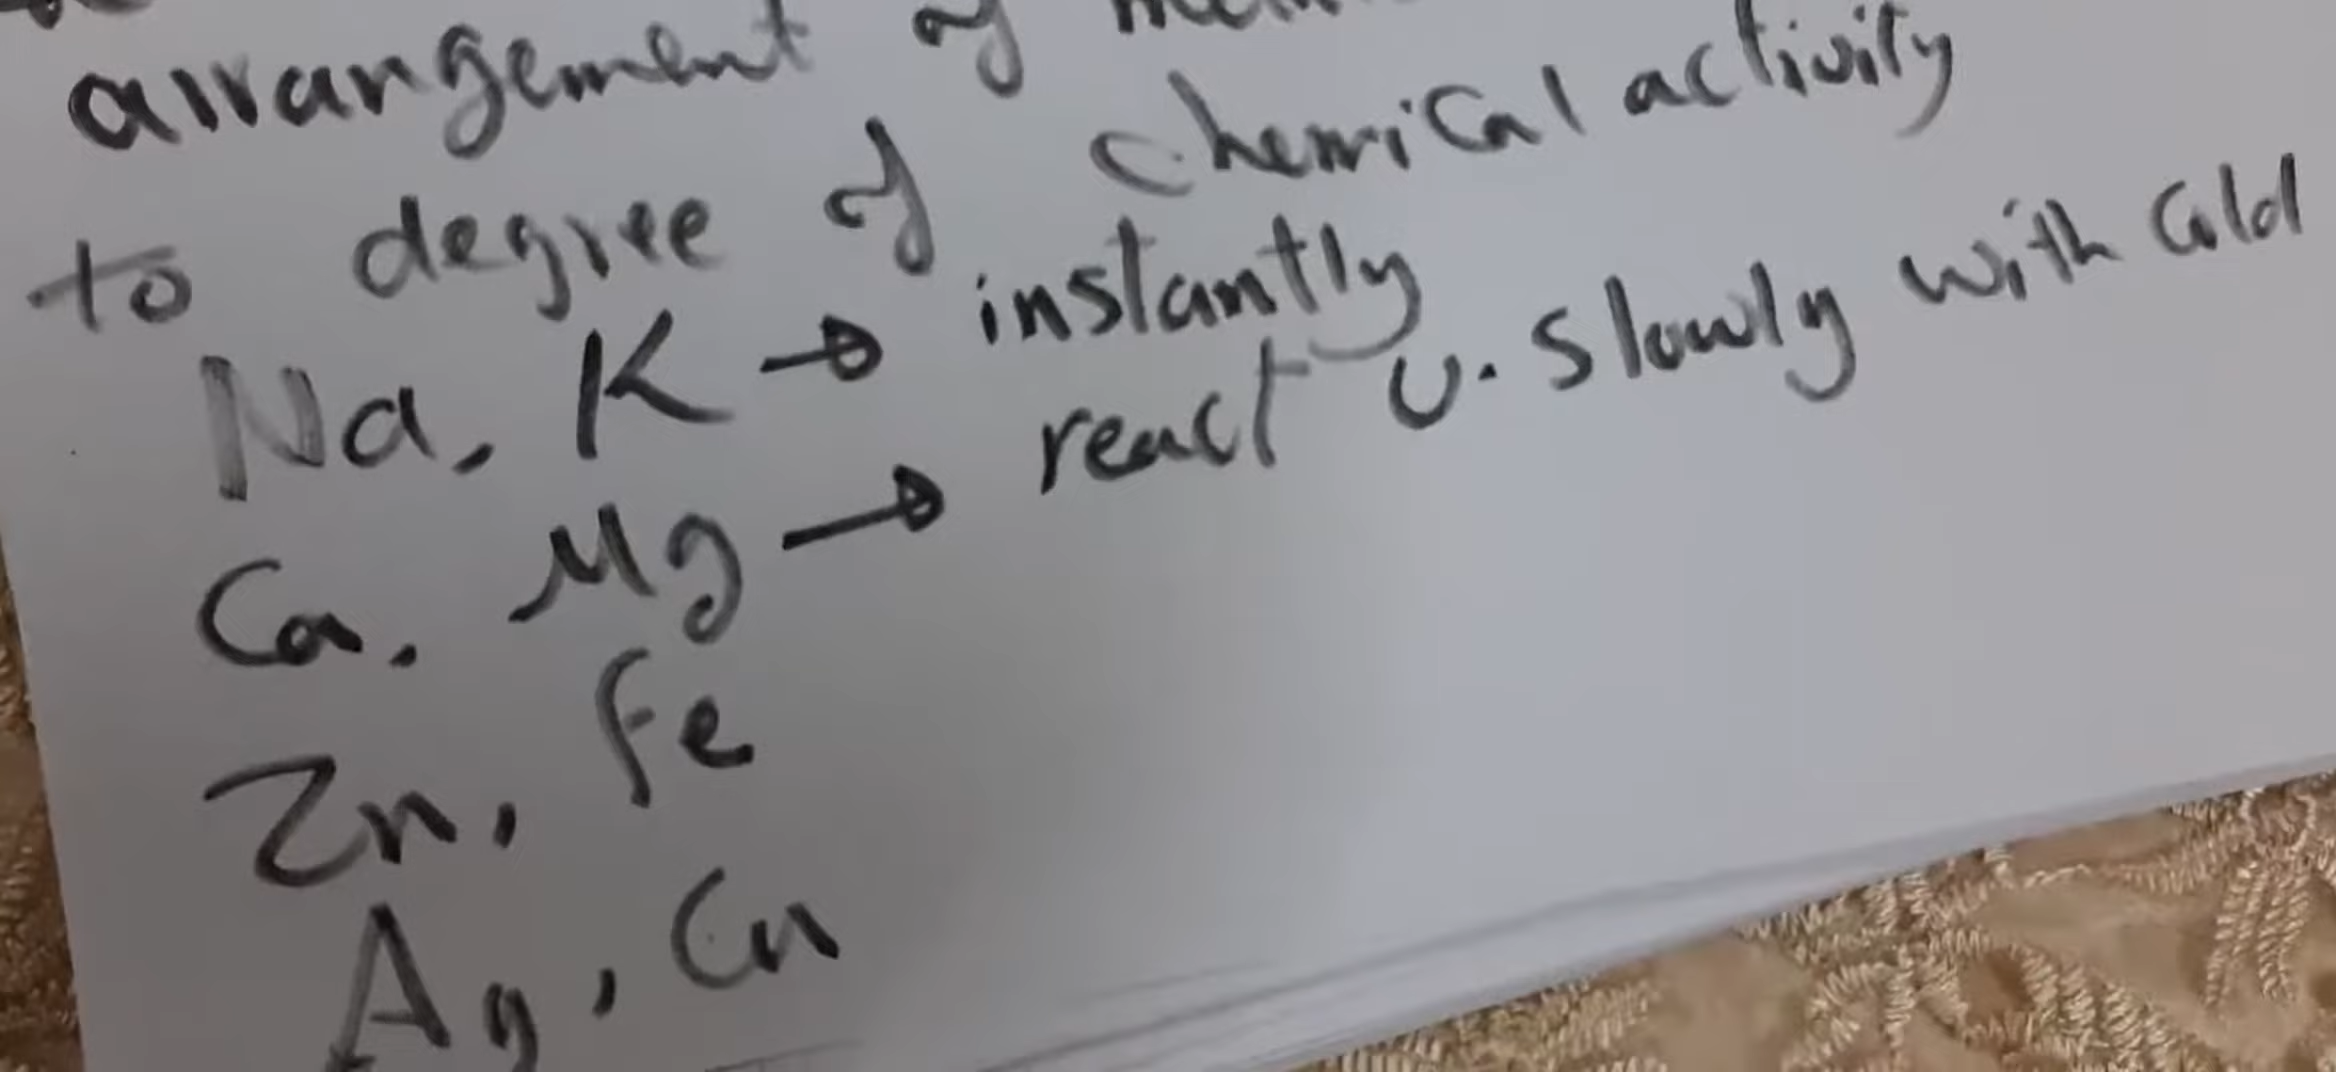 arrangement of
to degree of chemical activity
Na, K → instantly
Ca, Mg → react v. slowly with cold
Zn, Fe
Ag, Cu